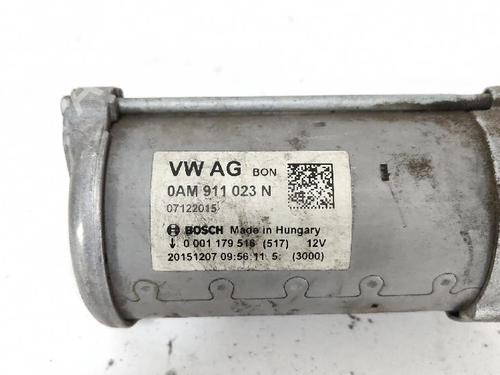 VW AG BON
0AM 911 023 N
07122015
BOSCH Made in Hungary
0 001 179 518 (517) 12V
20151207 09:56:11 5 (3000)